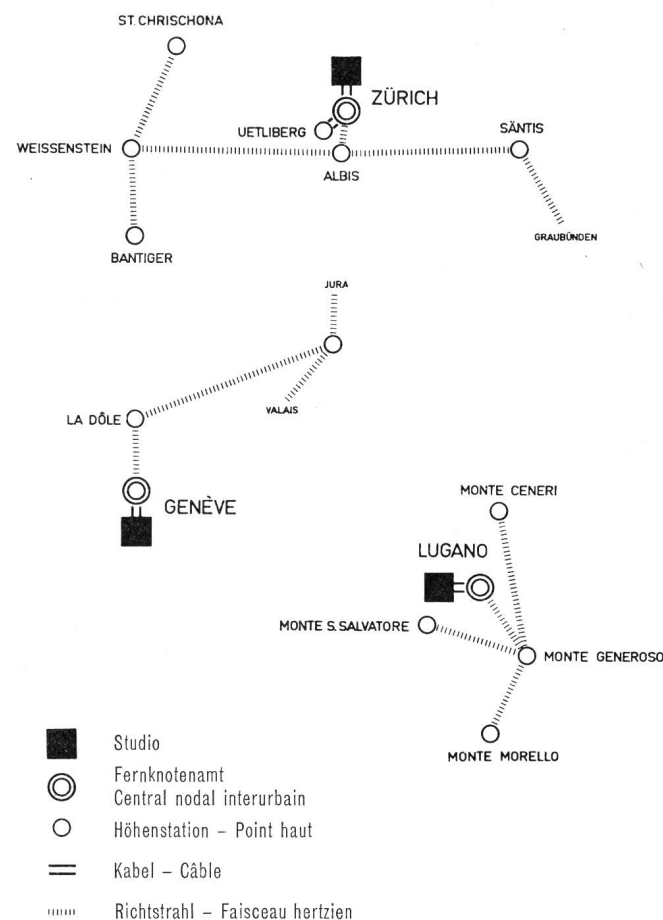 ST. CHRISCHONA
ZÜRICH
UETLIBERG
SÄNTIS
WEISSENSTEIN
ALBIS
GRAUBÜNDEN
BANTIGER
JURA
VALAIS
LA DÔLE
GENÈVE
MONTE CENERI
LUGANO
MONTE S. SALVATORE
MONTE GENEROSO
MONTE MORELLO
Studio
Fernknotenamt
Central nodal interurbain
Höhenstation – Point haut
Kabel – Câble
Richtstrahl – Faisceau hertzien